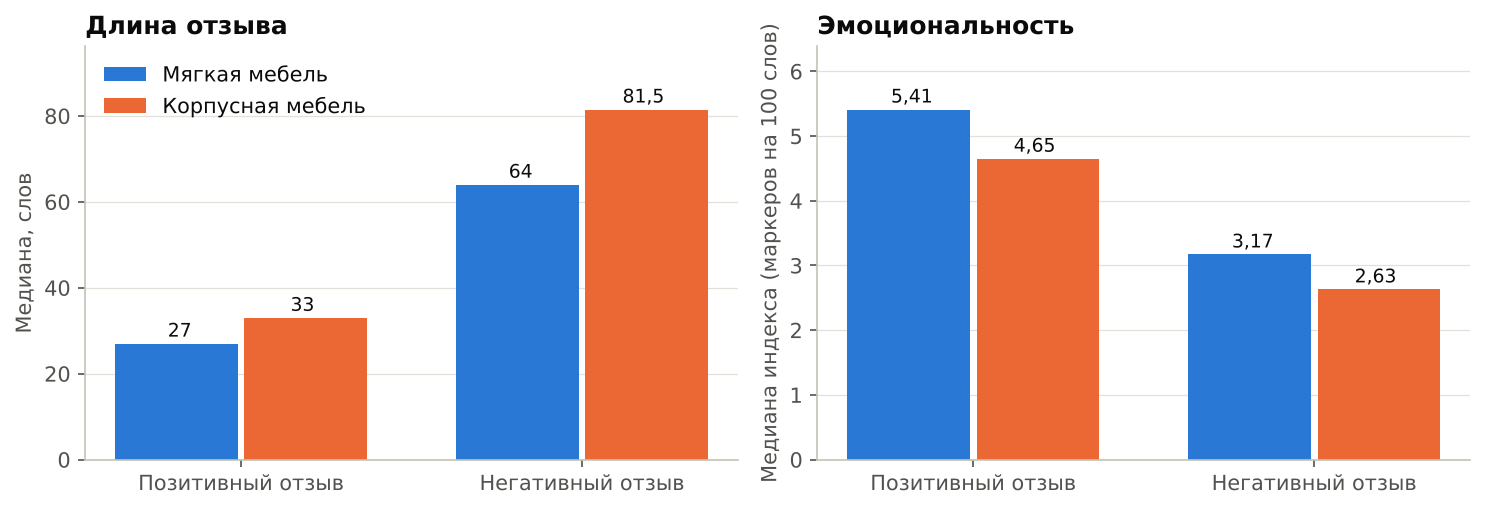 Длина отзыва
Мягкая мебель
Корпусная мебель
Медиана, слов
80
60
40
20
0
27
33
64
81,5
Позитивный отзыв
Негативный отзыв
Эмоциональность
Медиана индекса (маркеров на 100 слов)
6
5
4
3
2
1
0
5,41
4,65
3,17
2,63
Позитивный отзыв
Негативный отзыв